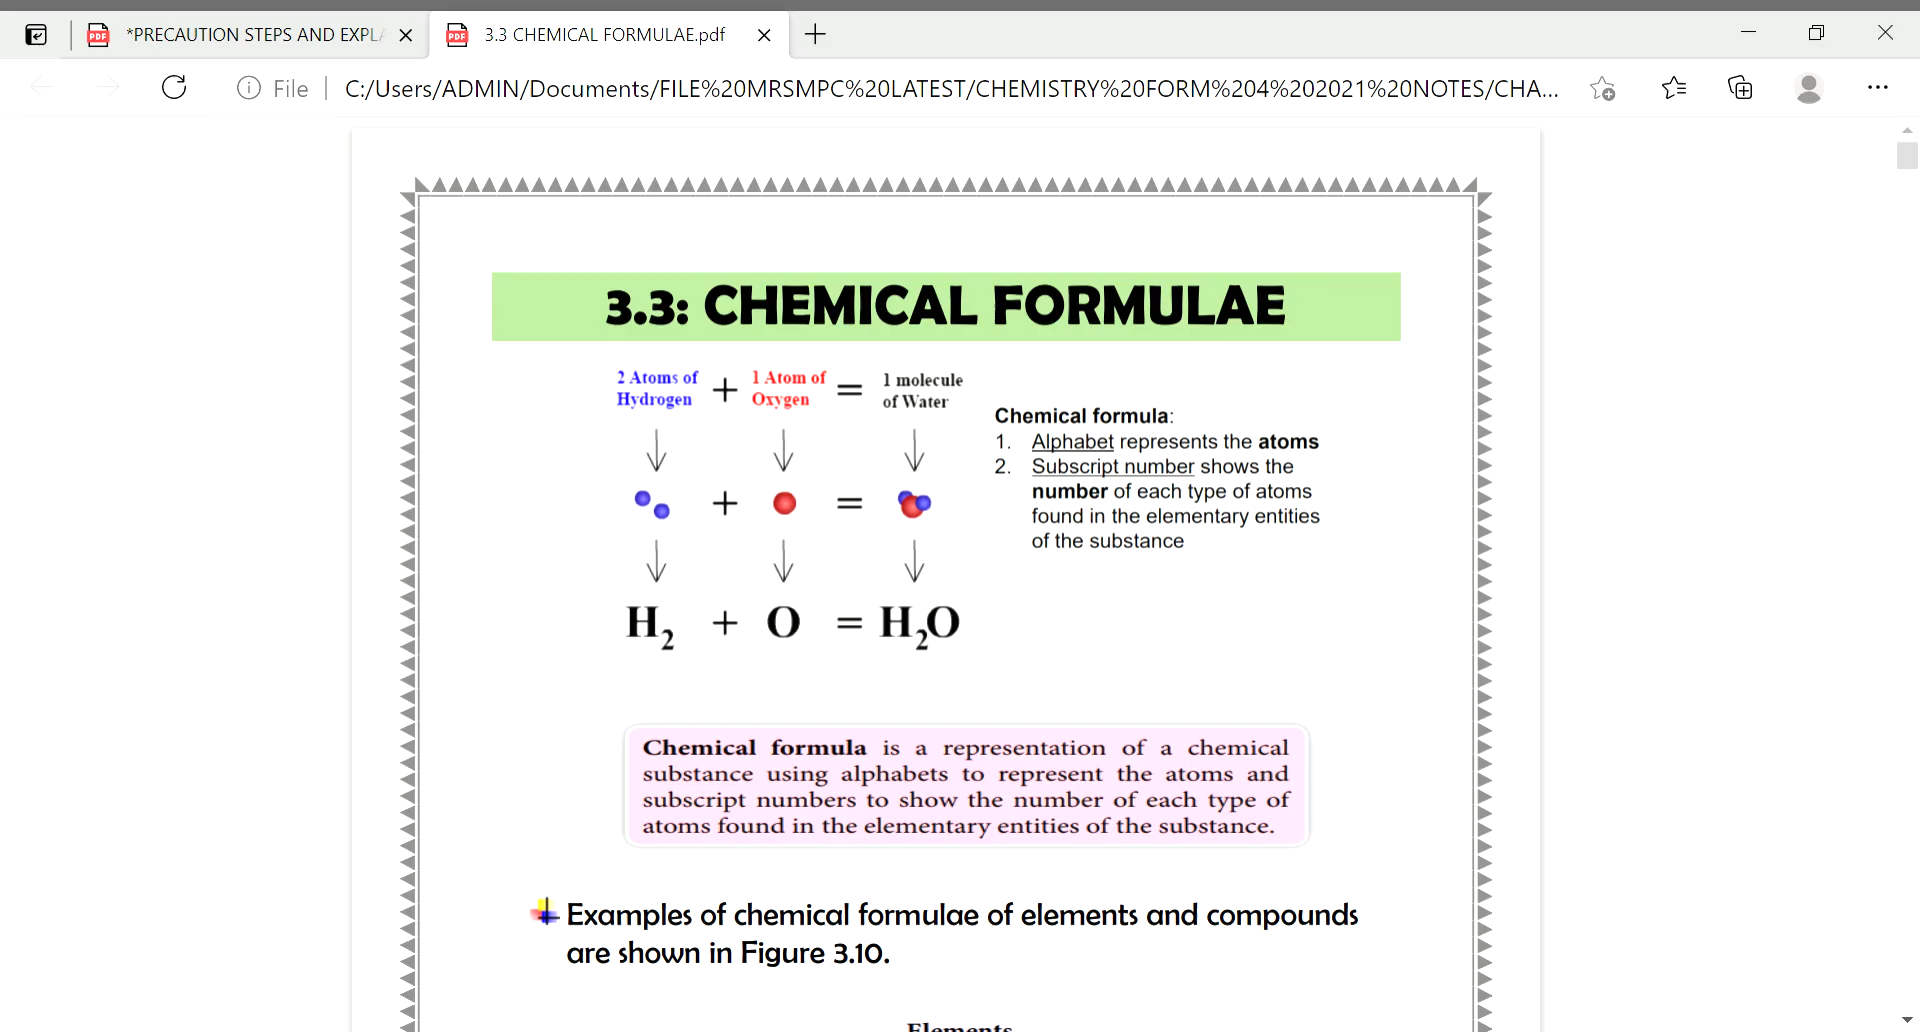 *PRECAUTION STEPS AND EXPLA
3.3 CHEMICAL FORMULAE.pdf
File
C:/Users/ADMIN/Documents/FILE%20MRSMPC%20LATEST/CHEMISTRY%20FORM%204%202021%20NOTES/CHA...
3.3: CHEMICAL FORMULAE
2 Atoms of
Hydrogen
+
1 Atom of
Oxygen
=
1 molecule
of Water
+ =
H₂ + O = H₂O
Chemical formula:
1. Alphabet represents the atoms
2. Subscript number shows the
number of each type of atoms
found in the elementary entities
of the substance
Chemical formula is a representation of a chemical
substance using alphabets to represent the atoms and
subscript numbers to show the number of each type of
atoms found in the elementary entities of the substance.
Examples of chemical formulae of elements and compounds
are shown in Figure 3.10.
Elements